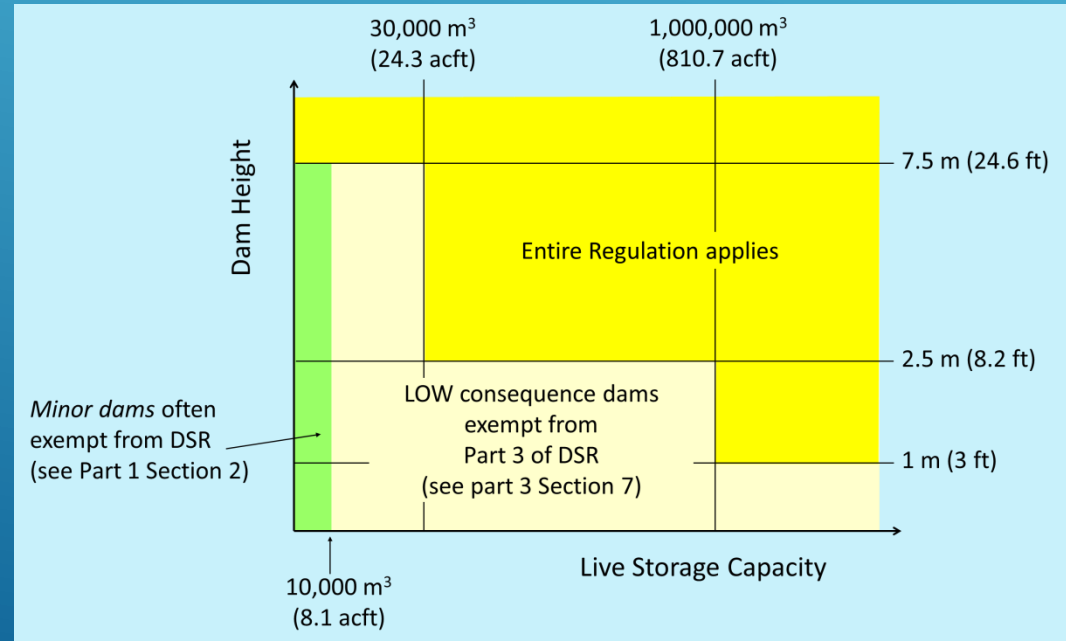 30,000 m³
(24.3 acft)
1,000,000 m³
(810.7 acft)
Dam Height
7.5 m (24.6 ft)
Entire Regulation applies
2.5 m (8.2 ft)
LOW consequence dams
exempt from
Part 3 of DSR
(see part 3 Section 7)
Minor dams often
exempt from DSR
(see Part 1 Section 2)
1 m (3 ft)
Live Storage Capacity
10,000 m³
(8.1 acft)